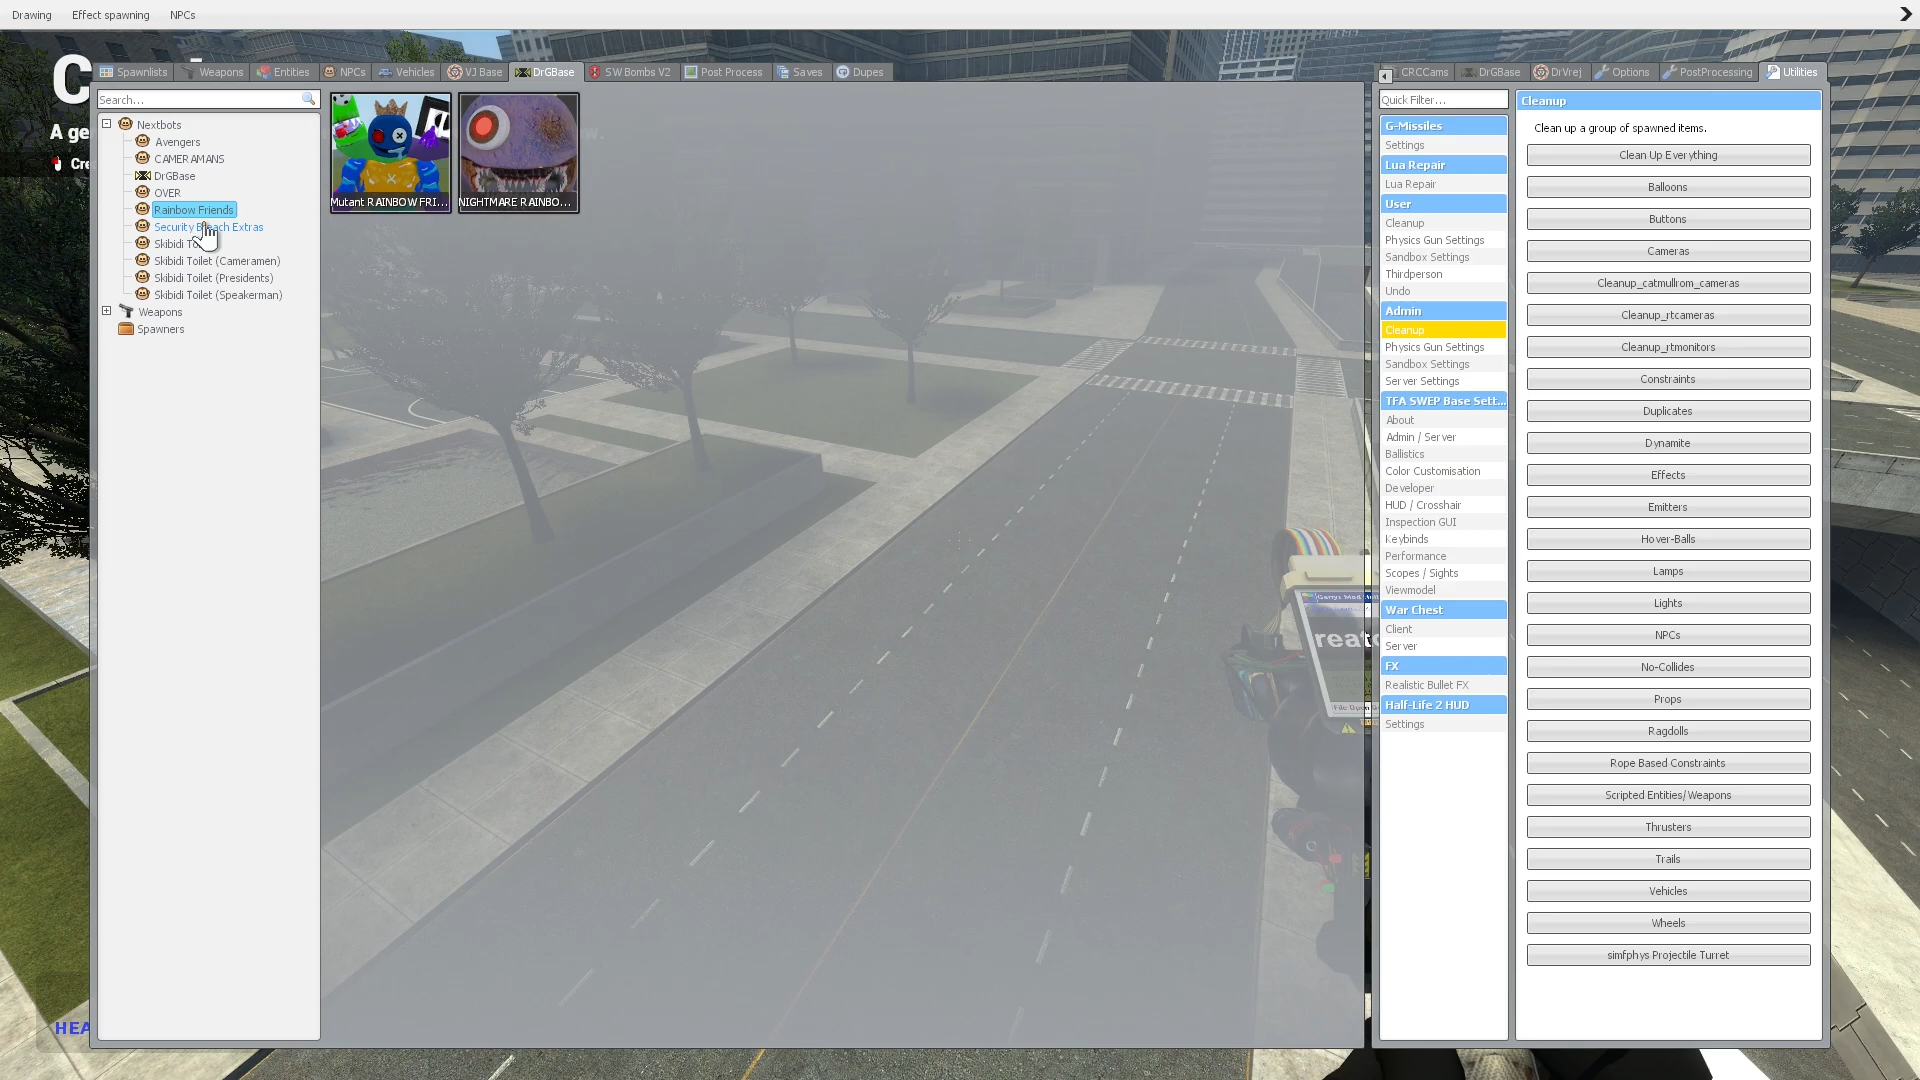 Drawing Effect spawning NPCs
Spawnlists Weapons Entities NPCs Vehicles VJ Base DrGBase SW Bombs V2 Post Process Saves Dupes
CRCCams DrGBase DrVrej Options PostProcessing Utilities
C
A ge
Cre
HEA
Search...
Nextbots
Avengers
CAMERAMANS
DrGBase
OVER
Rainbow Friends
Security Breach Extras
Skibidi
Skibidi Toilet (Cameramen)
Skibidi Toilet (Presidents)
Skibidi Toilet (Speakerman)
Weapons
Spawners
Mutant RAINBOW FRI...
NIGHTMARE RAINBO...
reat
Quick Filter...
G-Missiles
Settings
Lua Repair
Lua Repair
User
Cleanup
Physics Gun Settings
Sandbox Settings
Thirdperson
Undo
Admin
Cleanup
Physics Gun Settings
Sandbox Settings
Server Settings
TFA SWEP Base Sett...
About
Admin / Server
Ballistics
Color Customisation
Developer
HUD / Crosshair
Inspection GUI
Keybinds
Performance
Scopes / Sights
Viewmodel
War Chest
Client
Server
FX
Realistic Bullet FX
Half-Life 2 HUD
Settings
Cleanup
Clean up a group of spawned items.
Clean Up Everything
Balloons
Buttons
Cameras
Cleanup_catmullrom_cameras
Cleanup_rtcameras
Cleanup_rtmonitors
Constraints
Duplicates
Dynamite
Effects
Emitters
Hover-Balls
Lamps
Lights
NPCs
No-Collides
Props
Ragdolls
Rope Based Constraints
Scripted Entities/Weapons
Thrusters
Trails
Vehicles
Wheels
simfphys Projectile Turret